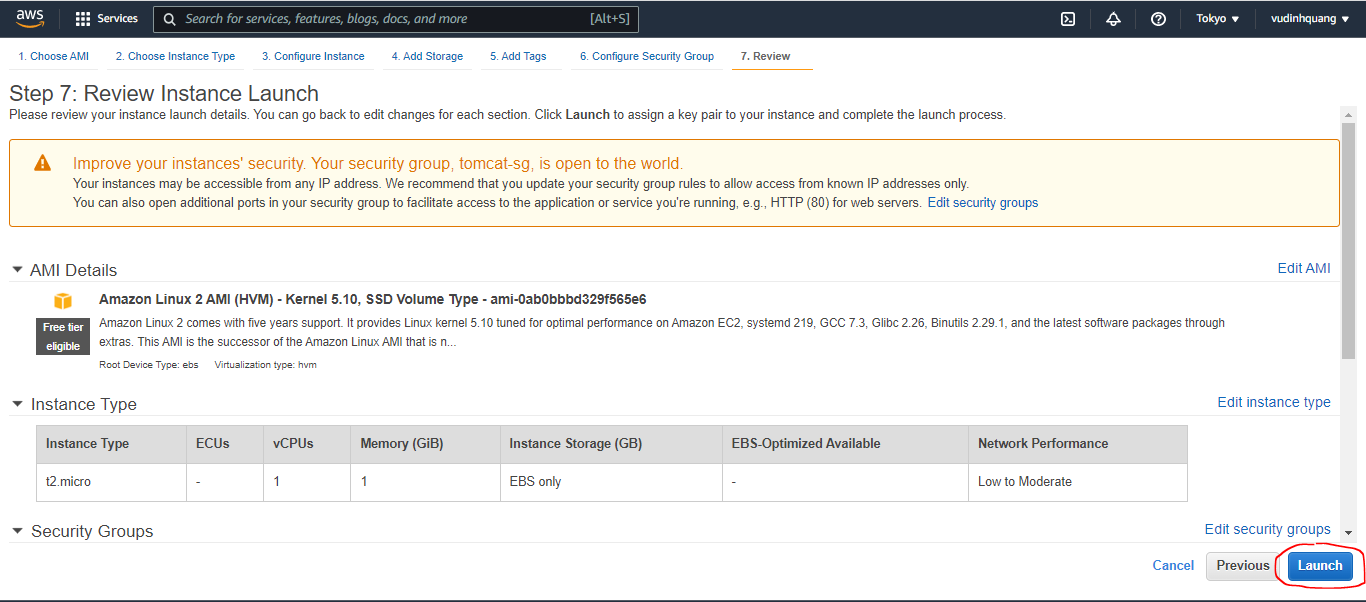 aws Services Search for services, features, blogs, docs, and more [Alt+S] Tokyo vudinhquang
1. Choose AMI 2. Choose Instance Type 3. Configure Instance 4. Add Storage 5. Add Tags 6. Configure Security Group 7. Review
Step 7: Review Instance Launch
Please review your instance launch details. You can go back to edit changes for each section. Click Launch to assign a key pair to your instance and complete the launch process.
Improve your instances' security. Your security group, tomcat-sg, is open to the world.
Your instances may be accessible from any IP address. We recommend that you update your security group rules to allow access from known IP addresses only.
You can also open additional ports in your security group to facilitate access to the application or service you're running, e.g., HTTP (80) for web servers. Edit security groups
AMI Details Edit AMI
Amazon Linux 2 AMI (HVM) - Kernel 5.10, SSD Volume Type - ami-0ab0bbbd329f565e6
Free tier
eligible
Amazon Linux 2 comes with five years support. It provides Linux kernel 5.10 tuned for optimal performance on Amazon EC2, systemd 219, GCC 7.3, Glibc 2.26, Binutils 2.29.1, and the latest software packages through
extras. This AMI is the successor of the Amazon Linux AMI that is n...
Root Device Type: ebs Virtualization type: hvm
Instance Type Edit instance type
Instance Type ECUs vCPUs Memory (GiB) Instance Storage (GB) EBS-Optimized Available Network Performance
t2.micro - 1 1 EBS only - Low to Moderate
Security Groups Edit security groups
Cancel Previous Launch